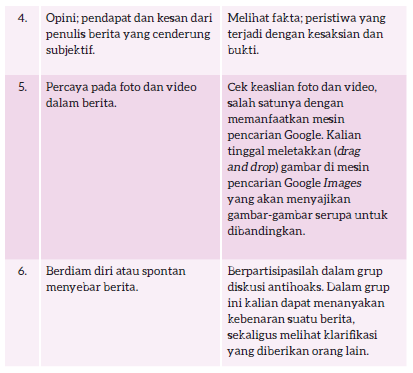 4. Opini; pendapat dan kesan dari
penulis berita yang cenderung
subjektif.
Melihat fakta; peristiwa yang
terjadi dengan kesaksian dan
bukti.
5. Percaya pada foto dan video
dalam berita.
Cek keaslian foto dan video,
salah satunya dengan
memanfaatkan mesin
pencarian Google. Kalian
tinggal meletakkan (drag
and drop) gambar di mesin
pencarian Google Images
yang akan menyajikan
gambar-gambar serupa untuk
dibandingkan.
6. Berdiam diri atau spontan
menyebar berita.
Berpartisipasilah dalam grup
diskusi antihoaks. Dalam grup
ini kalian dapat menanyakan
kebenaran suatu berita,
sekaligus melihat klarifikasi
yang diberikan orang lain.